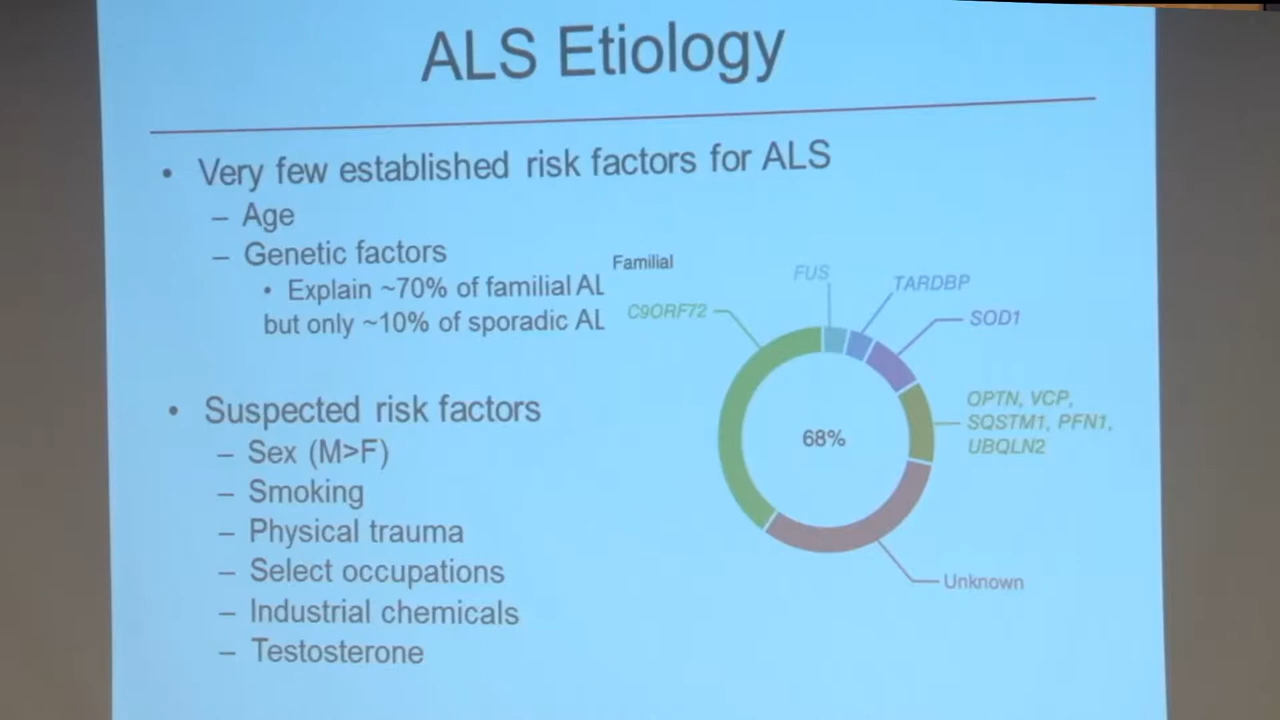 ALS Etiology
• Very few established risk factors for ALS
– Age
– Genetic factors
• Explain ~70% of familial AL
but only ~10% of sporadic AL
• Suspected risk factors
– Sex (M>F)
– Smoking
– Physical trauma
– Select occupations
– Industrial chemicals
– Testosterone
Familial
FUS
TARDBP
C9ORF72
SOD1
OPTN, VCP,
SQSTM1, PFN1,
UBQLN2
68%
Unknown